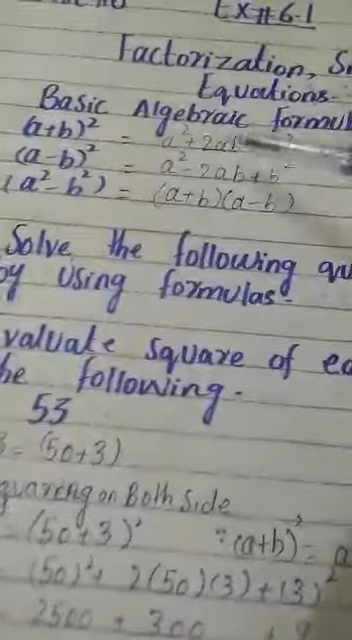 Ex#6.1
Factorization, S
Equations.
Basic Algebraic formul
(a+b)² = a²+2ab
(a-b)² = a²-2ab+b²
(a²-b²) = (a+b)(a-b)
Solve the following qu
by using formulas.
valuate square of ea
he following.
53
3 = (50+3)
quareng on Both Side
= (50+3)² ∵ (a+b)² = a
(50)²+ 2(50)(3)+(3)²
2500 + 300 +